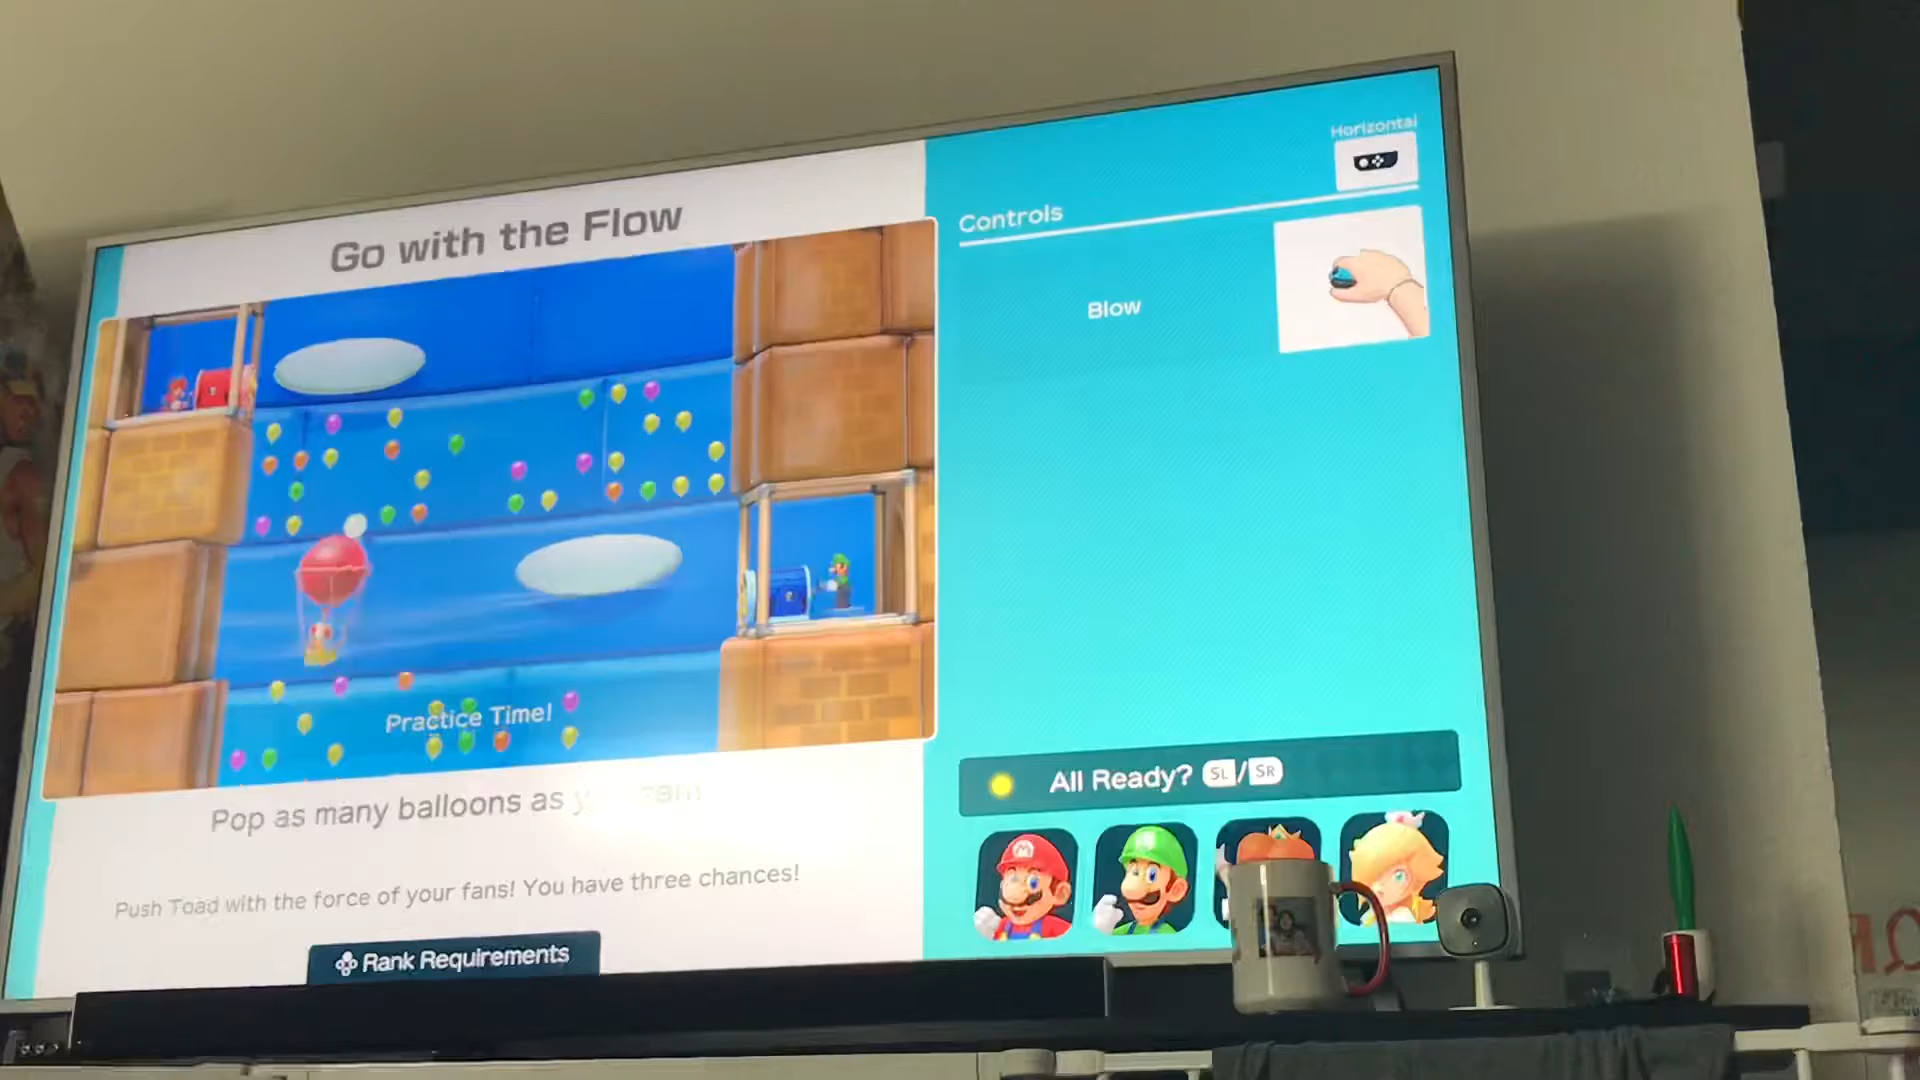 Go with the Flow
Horizontal
Controls
Blow
Practice Time!
Pop as many balloons as
Push Toad with the force of your fans! You have three chances!
Rank Requirements
All Ready? SL/SR